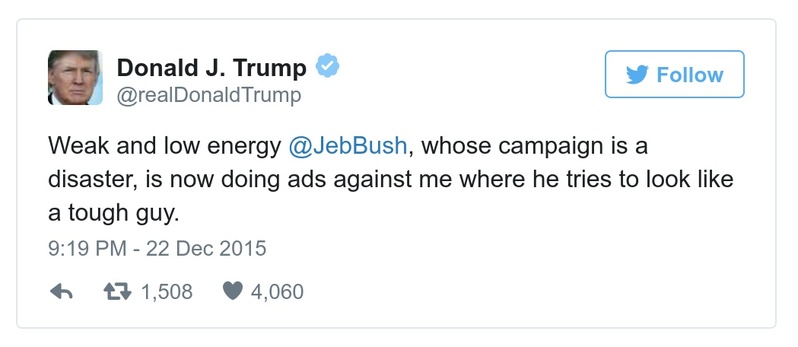 Donald J. Trump
@realDonaldTrump
Follow
Weak and low energy @JebBush, whose campaign is a
disaster, is now doing ads against me where he tries to look like
a tough guy.
9:19 PM - 22 Dec 2015
1,508 4,060